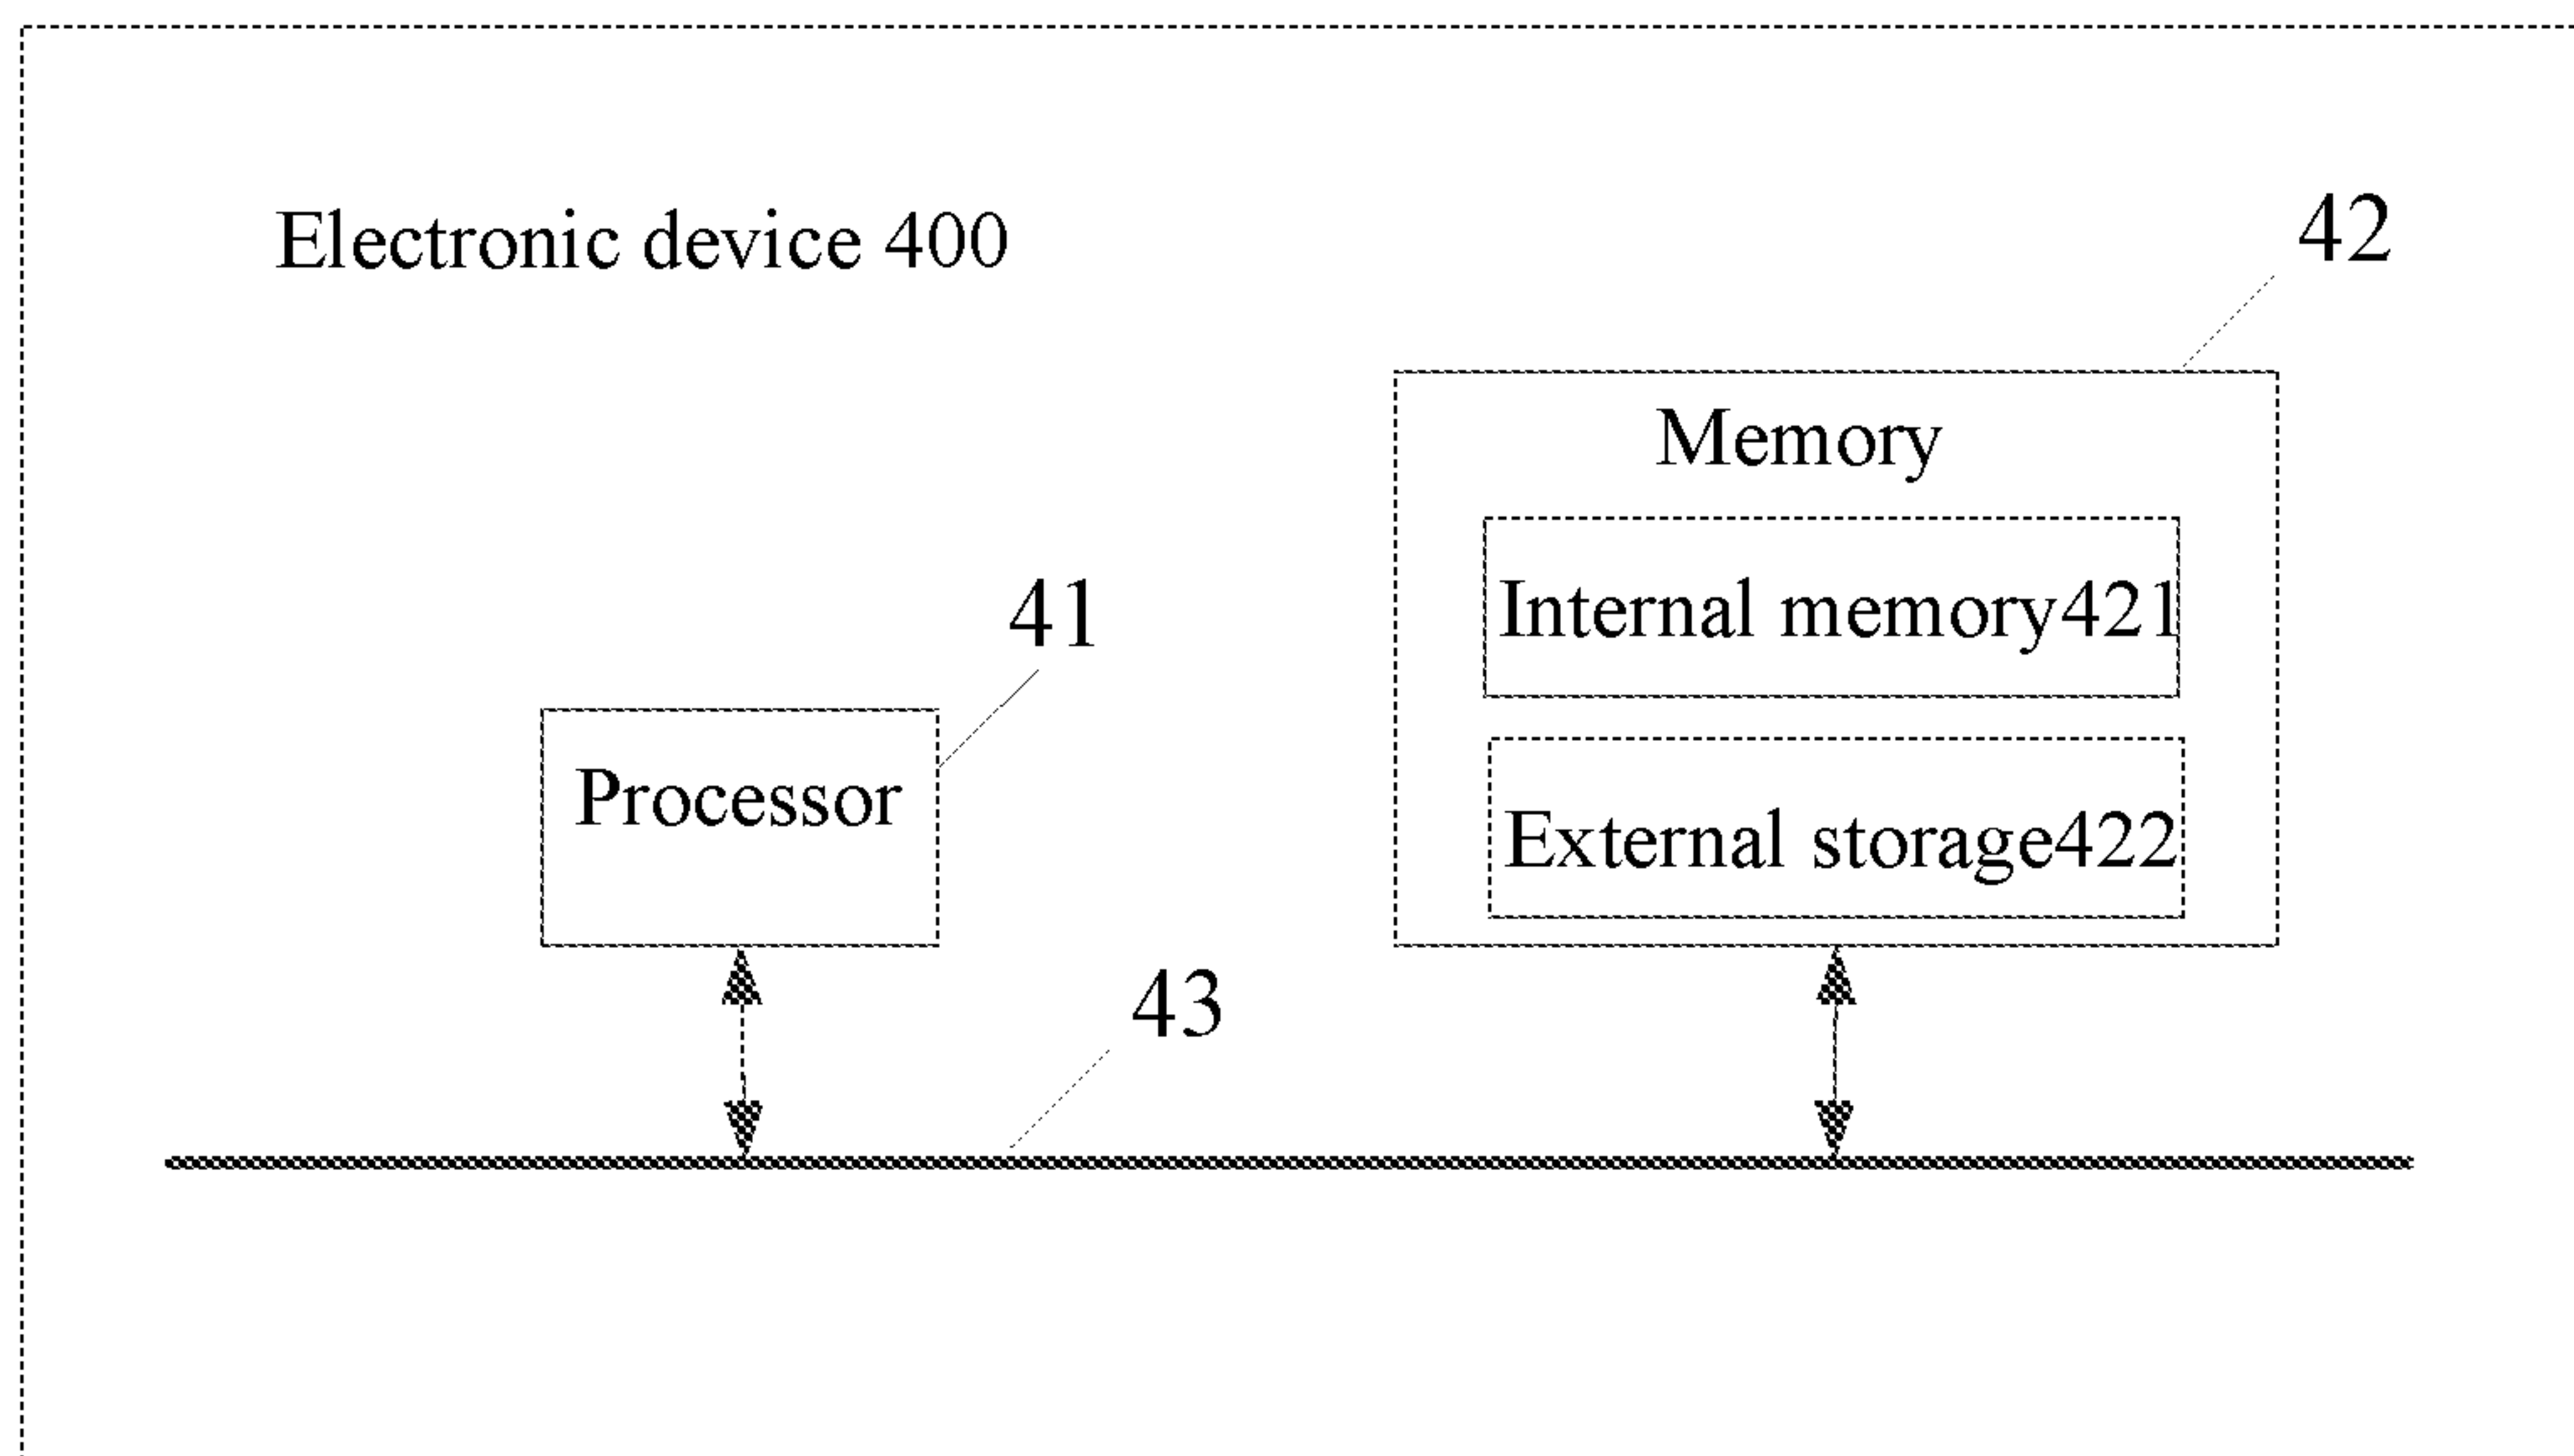 Electronic device 400
42
Memory
Internal memory421
41
Processor
External storage422
43